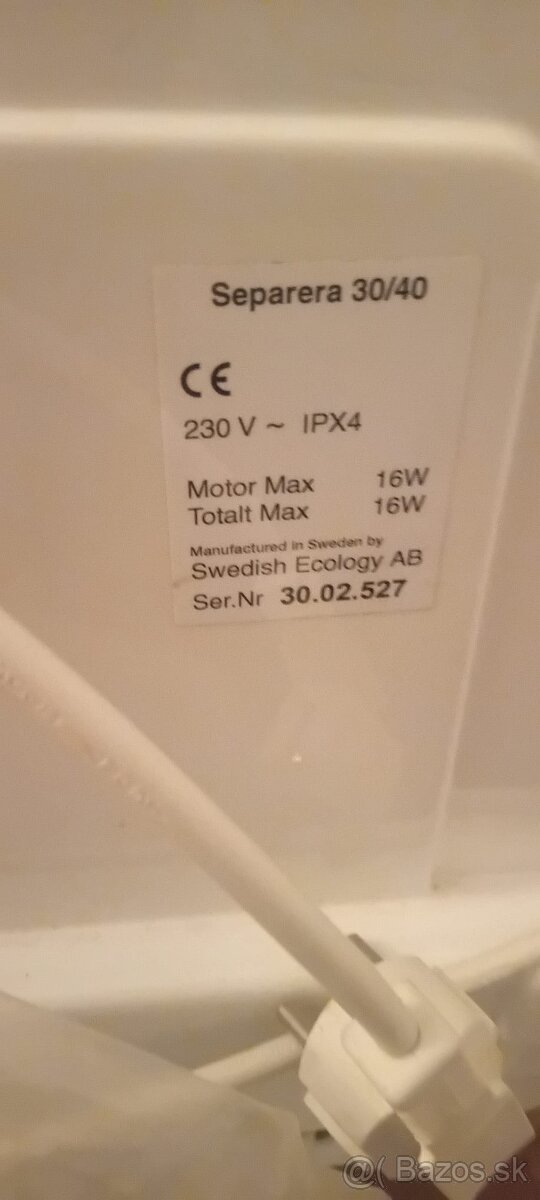 Separera 30/40
CE
230 V ~ IPX4
Motor Max 16W
Totalt Max 16W
Manufactured in Sweden by
Swedish Ecology AB
Ser.Nr 30.02.527
@( Bazos.sk